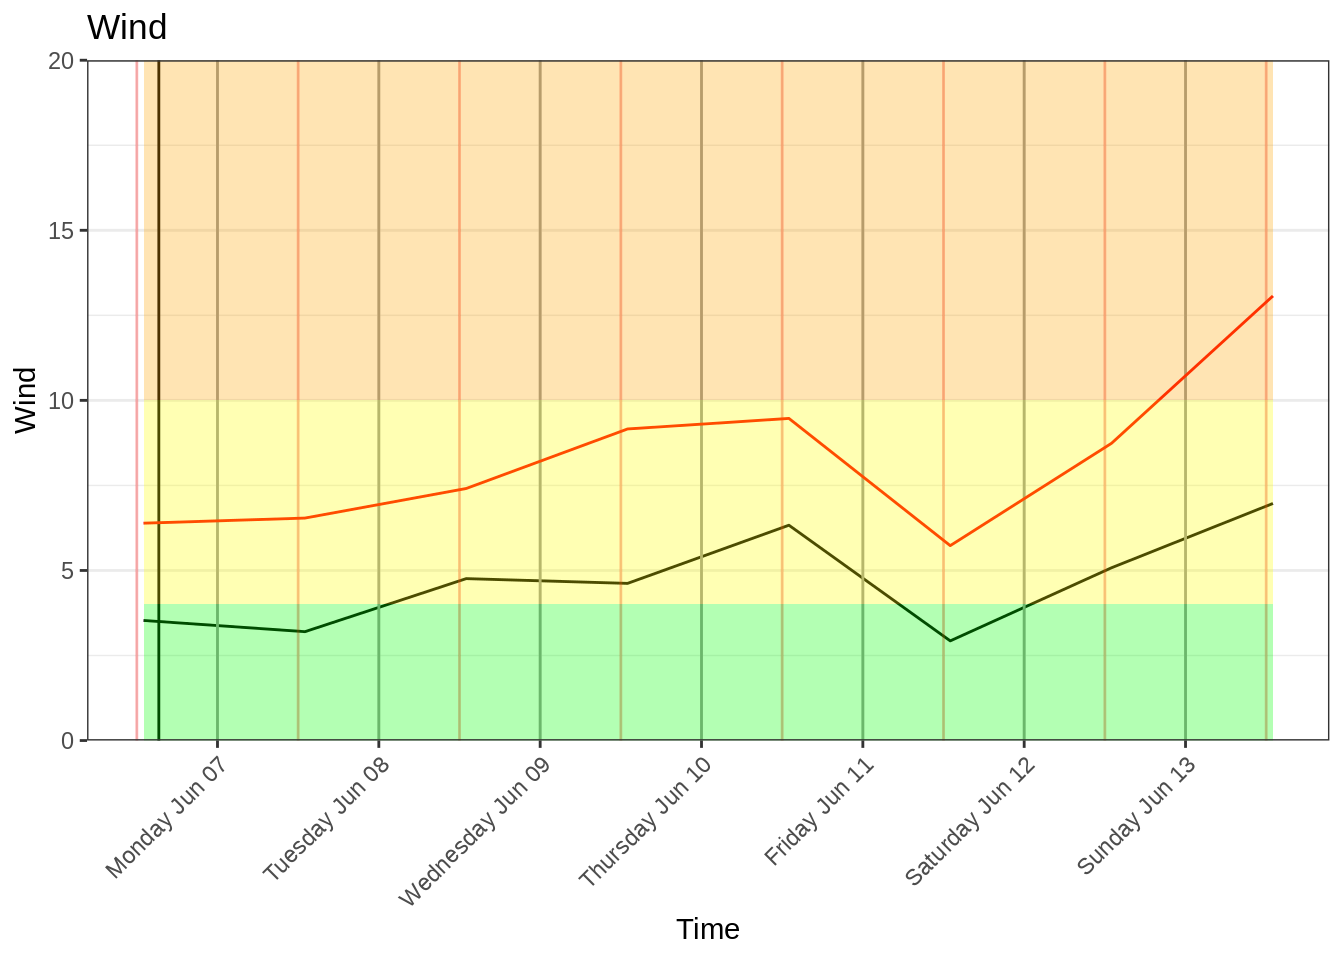 Wind
20
15
10
5
0
Wind
Monday Jun 07
Tuesday Jun 08
Wednesday Jun 09
Thursday Jun 10
Friday Jun 11
Saturday Jun 12
Sunday Jun 13
Time